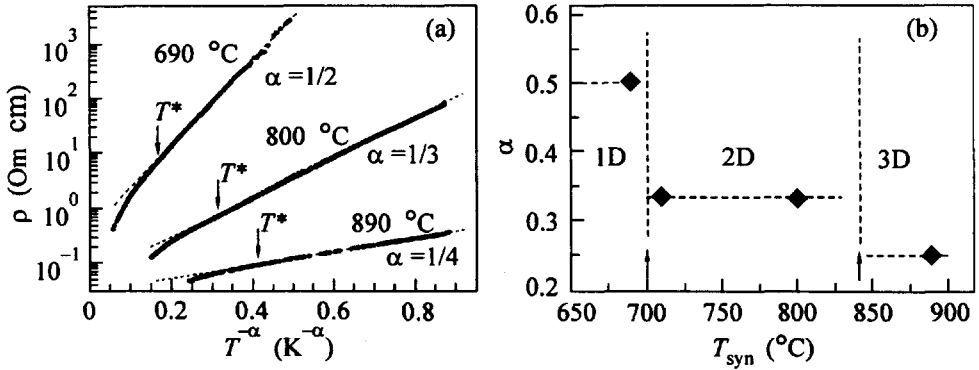 (a)
10³
10²
10¹
10⁰
10⁻¹
ρ (Om cm)
690 °C
α = 1/2
T*
800 °C
α = 1/3
T*
890 °C
α = 1/4
T*
0 0.2 0.4 0.6 0.8
T⁻ᵅ (K⁻ᵅ)
(b)
0.6
0.5
0.4
0.3
0.2
α
1D 2D 3D
650 700 750 800 850 900
Tsyn (°C)